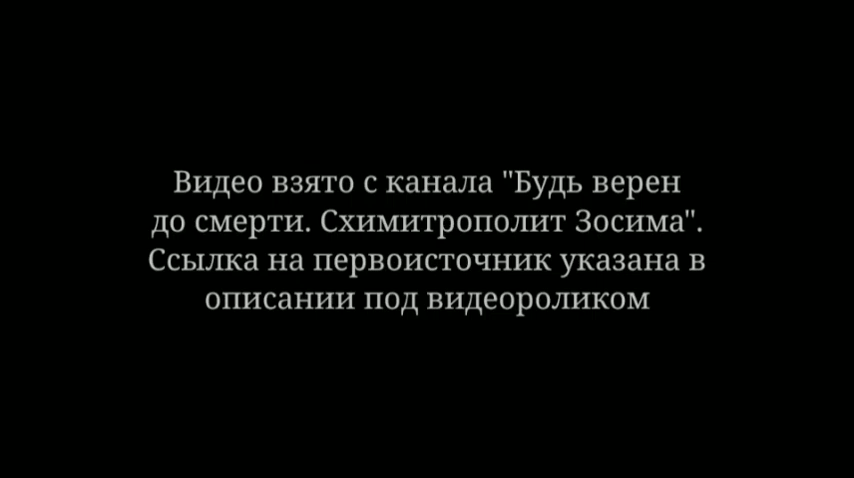 Видео взято с канала "Будь верен
до смерти. Схимитрополит Зосима".
Ссылка на первоисточник указана в
описании под видеороликом